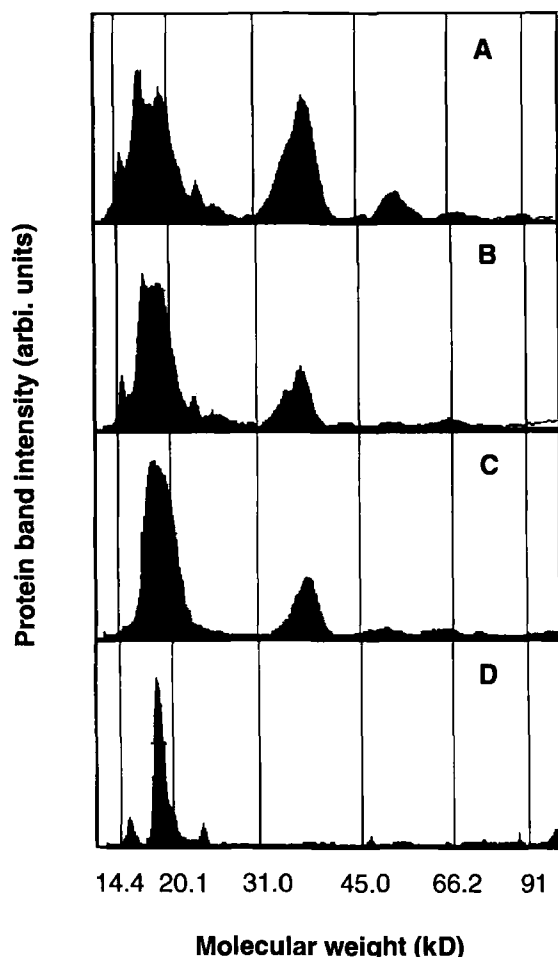 A
B
C
D
Protein band intensity (arbi. units)
14.4 20.1 31.0 45.0 66.2 91
Molecular weight (kD)